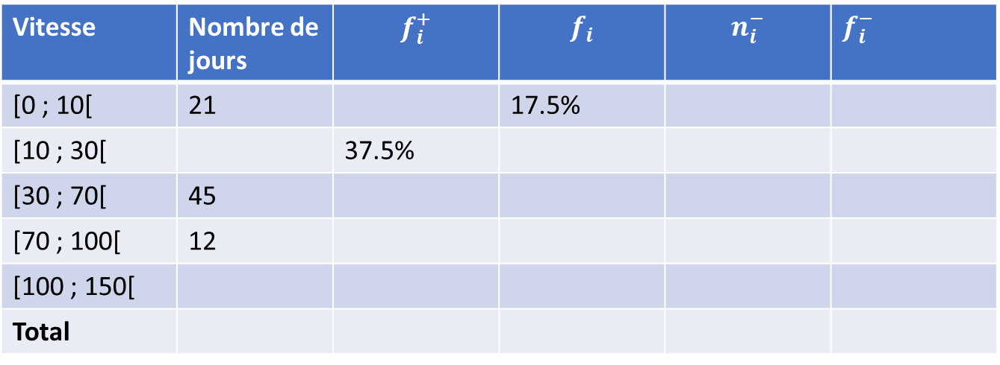 Vitesse Nombre de jours $f_i^+$ $f_i$ $n_i^-$ $f_i^-$
[0 ; 10[ 21 17.5%
[10 ; 30[ 37.5%
[30 ; 70[ 45
[70 ; 100[ 12
[100 ; 150[
Total